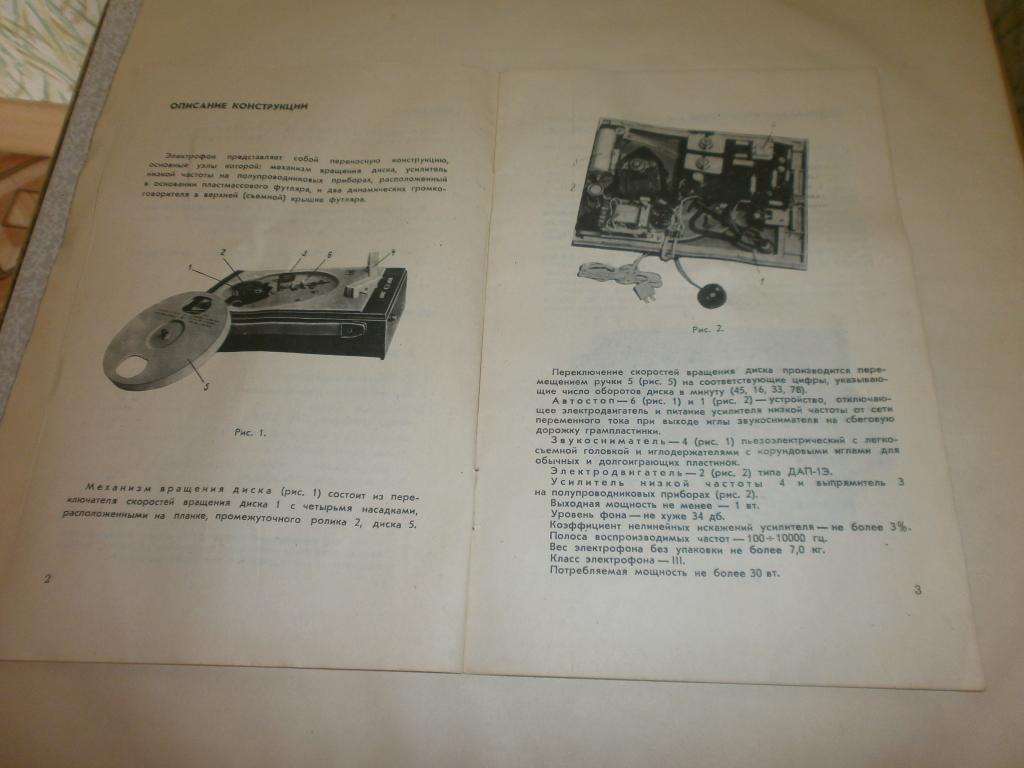 ОПИСАНИЕ КОНСТРУКЦИИ
Электрофон представляет собой переносную конструкцию,
основные узлы которой: механизм вращения диска, усилитель
низкой частоты на полупроводниковых приборах, расположенный
в основании пластмассового футляра, и два динамических громко-
говорителя в верхней (съемной) крышке футляра.
1
2
3
6
4
5
Рис. 1.
Механизм вращения диска (рис. 1) состоит из пере-
ключателя скоростей вращения диска 1 с четырьмя насадками,
расположенными на планке, промежуточного ролика 2, диска 5.
2
2
1
Рис. 2.
Переключение скоростей вращения диска производится пере-
мещением ручки 5 (рис. 5) на соответствующие цифры, указываю-
щие число оборотов диска в минуту (45, 16, 33, 78).
Автостоп — 6 (рис. 1) и 1 (рис. 2) — устройство, отключаю-
щее электродвигатель и питание усилителя низкой частоты от сети
переменного тока при выходе иглы звукоснимателя на сбеговую
дорожку грампластинки.
Звукосниматель — 4 (рис. 1) пьезоэлектрический с легко-
съемной головкой и иглодержателями с корундовыми иглами для
обычных и долгоиграющих пластинок.
Электродвигатель — 2 (рис. 2) типа ДАП-1Э.
Усилитель низкой частоты 4 и выпрямитель 3
на полупроводниковых приборах (рис. 2).
Выходная мощность не менее — 1 вт.
Уровень фона — не хуже 34 дб.
Коэффициент нелинейных искажений усилителя — не более 3%.
Полоса воспроизводимых частот — 100÷10000 гц.
Вес электрофона без упаковки не более 7,0 кг.
Класс электрофона — III.
Потребляемая мощность не более 30 вт.
3